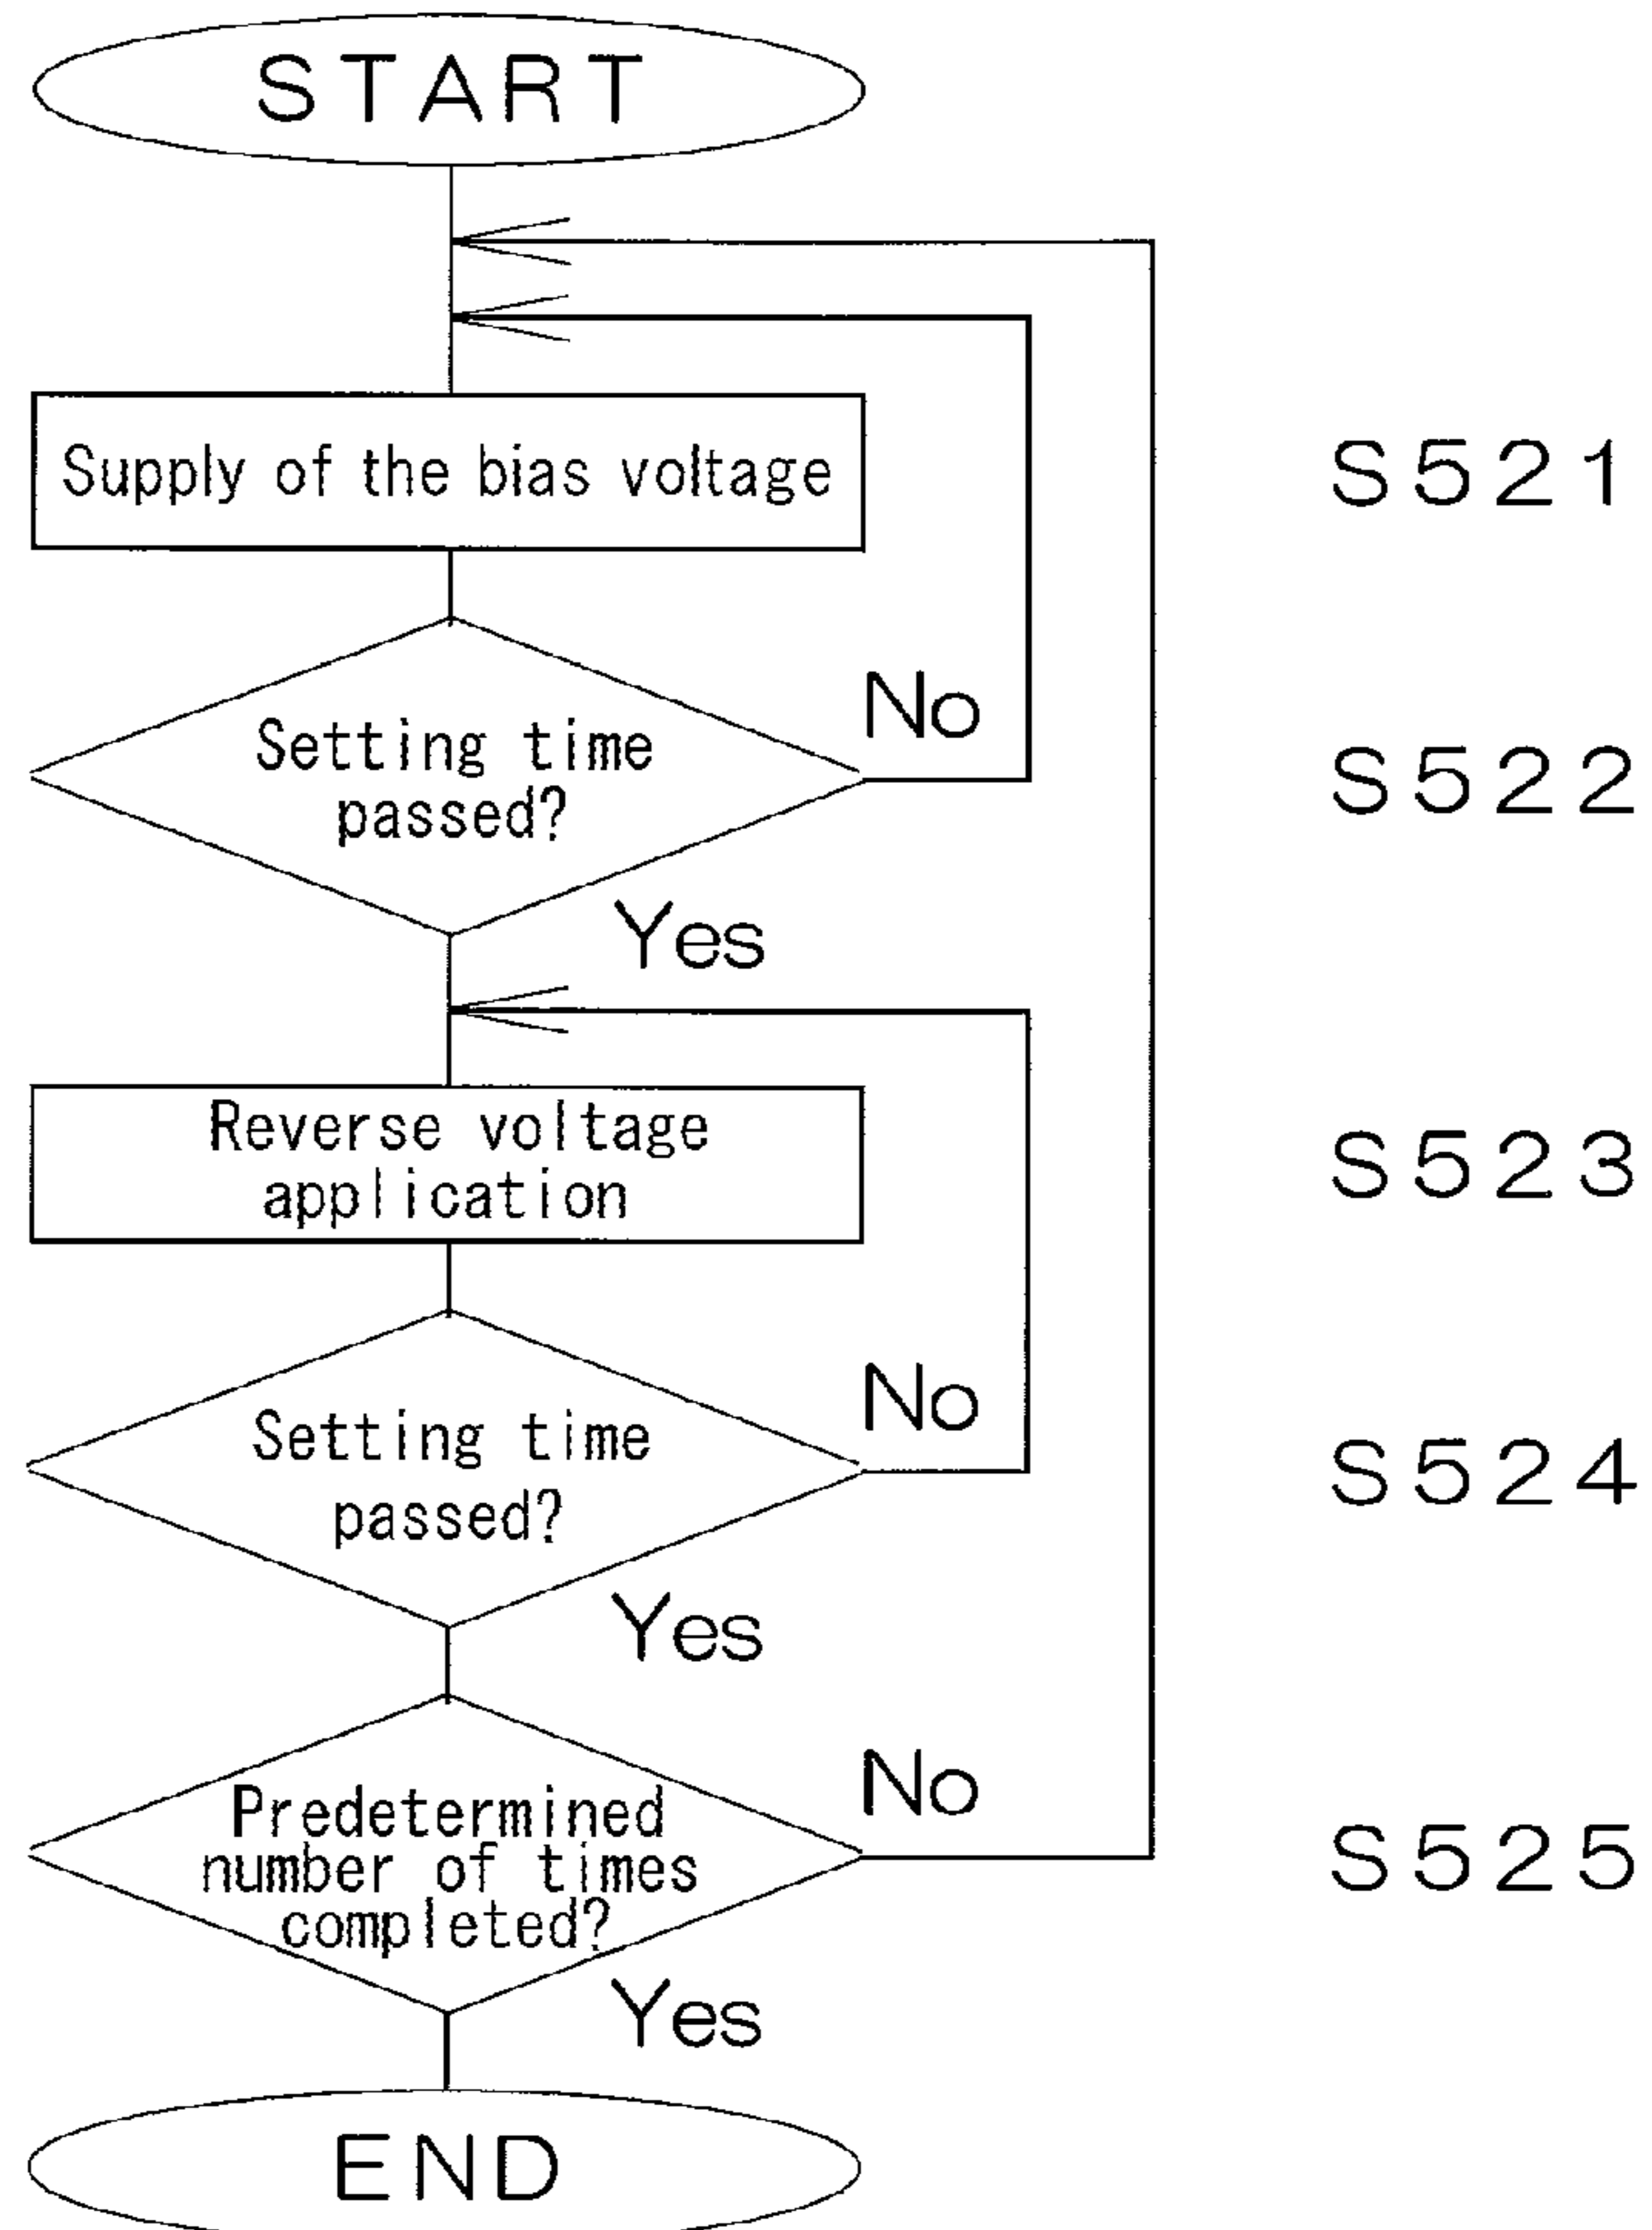 START
Supply of the bias voltage
S521
No
Setting time
passed?
S522
Yes
Reverse voltage
application
S523
No
Setting time
passed?
S524
Yes
No
Predetermined
number of times
completed?
S525
Yes
END